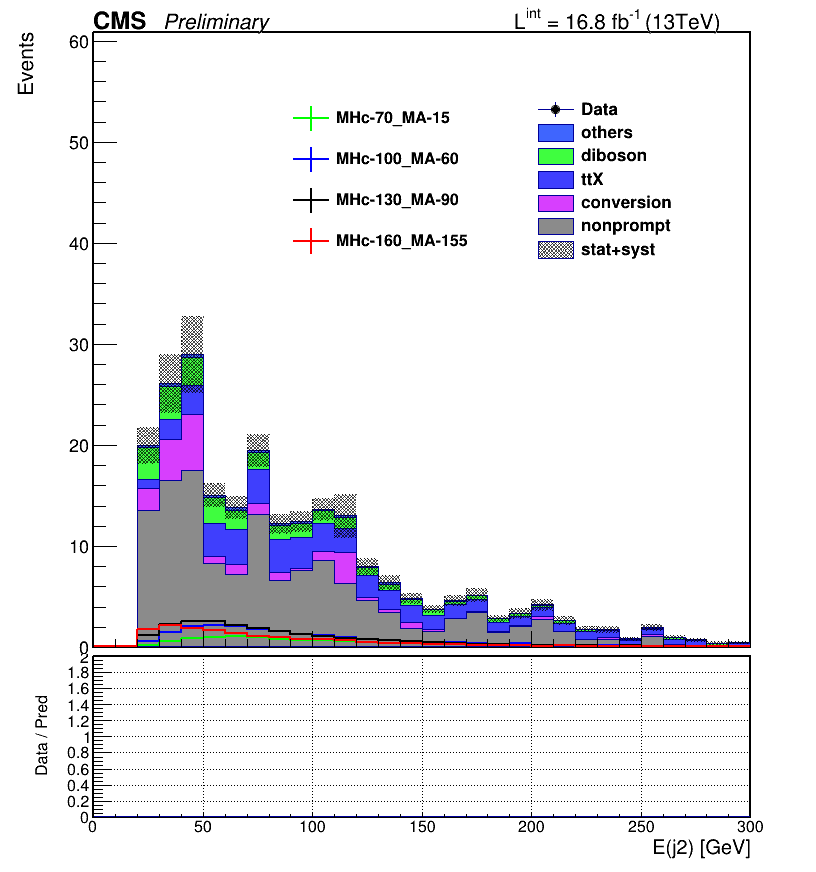 CMS Preliminary L^int = 16.8 fb^-1 (13TeV)
Events
60
50
40
30
20
10
0
MHc-70_MA-15
MHc-100_MA-60
MHc-130_MA-90
MHc-160_MA-155
Data
others
diboson
ttX
conversion
nonprompt
stat+syst
Data / Pred
2
1.8
1.6
1.4
1.2
1
0.8
0.6
0.4
0.2
0
0 50 100 150 200 250 300
E(j2) [GeV]